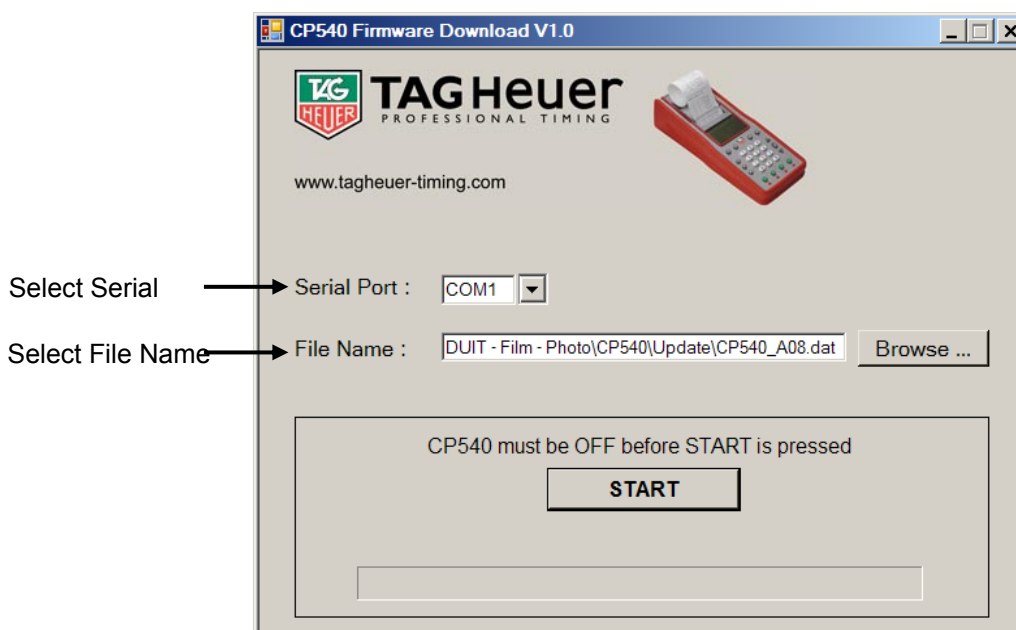 CP540 Firmware Download V1.0
TAG
HEUER
TAG Heuer
PROFESSIONAL TIMING
www.tagheuer-timing.com
Select Serial
Serial Port :
COM1
Select File Name
File Name :
DUIT - Film - Photo\CP540\Update\CP540_A08.dat
Browse ...
CP540 must be OFF before START is pressed
START